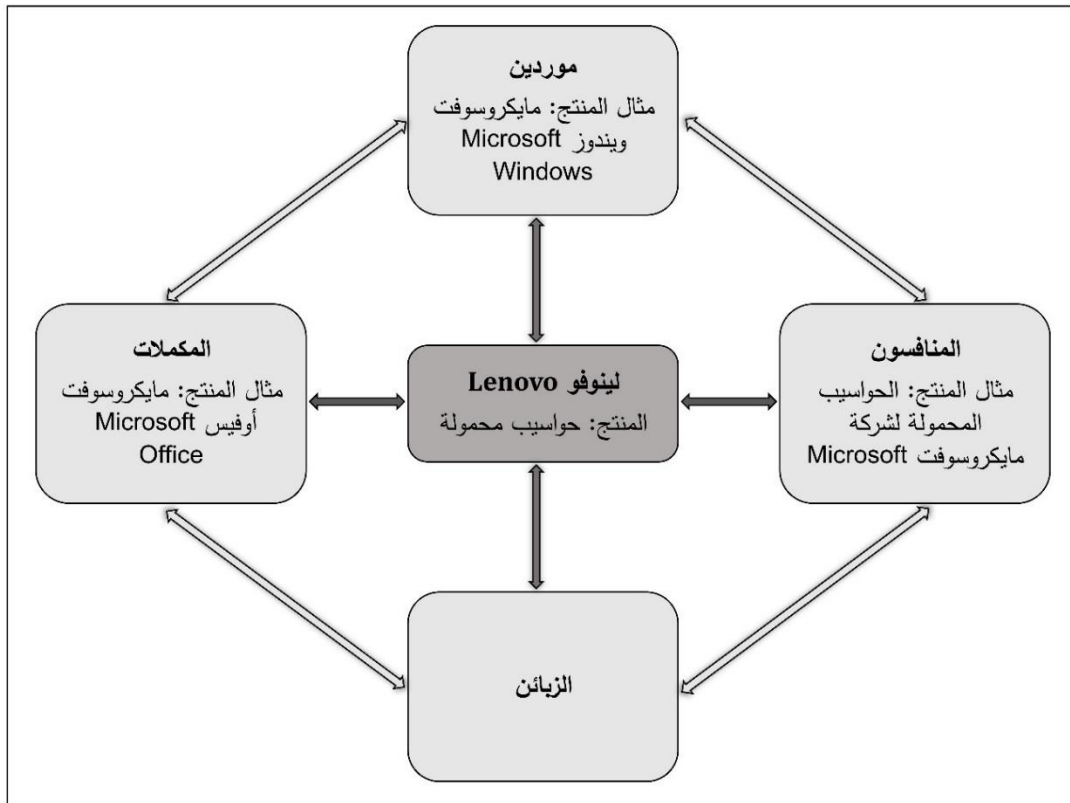 موردين
مثال المنتج: مايكروسوفت
ويندوز Microsoft
Windows
المنافسون
مثال المنتج: الحواسيب
المحمولة لشركة
مايكروسوفت Microsoft
لينوفو Lenovo
المنتج: حواسيب محمولة
المكملات
مثال المنتج: مايكروسوفت
أوفيس Microsoft
Office
الزبائن